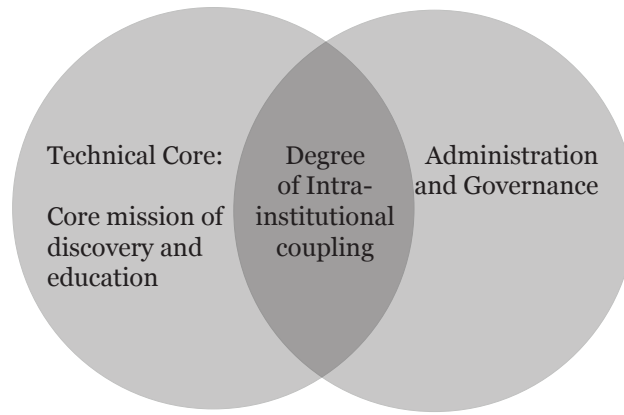 Technical Core:
Core mission of
discovery and
education
Degree
of Intra-
institutional
coupling
Administration
and Governance